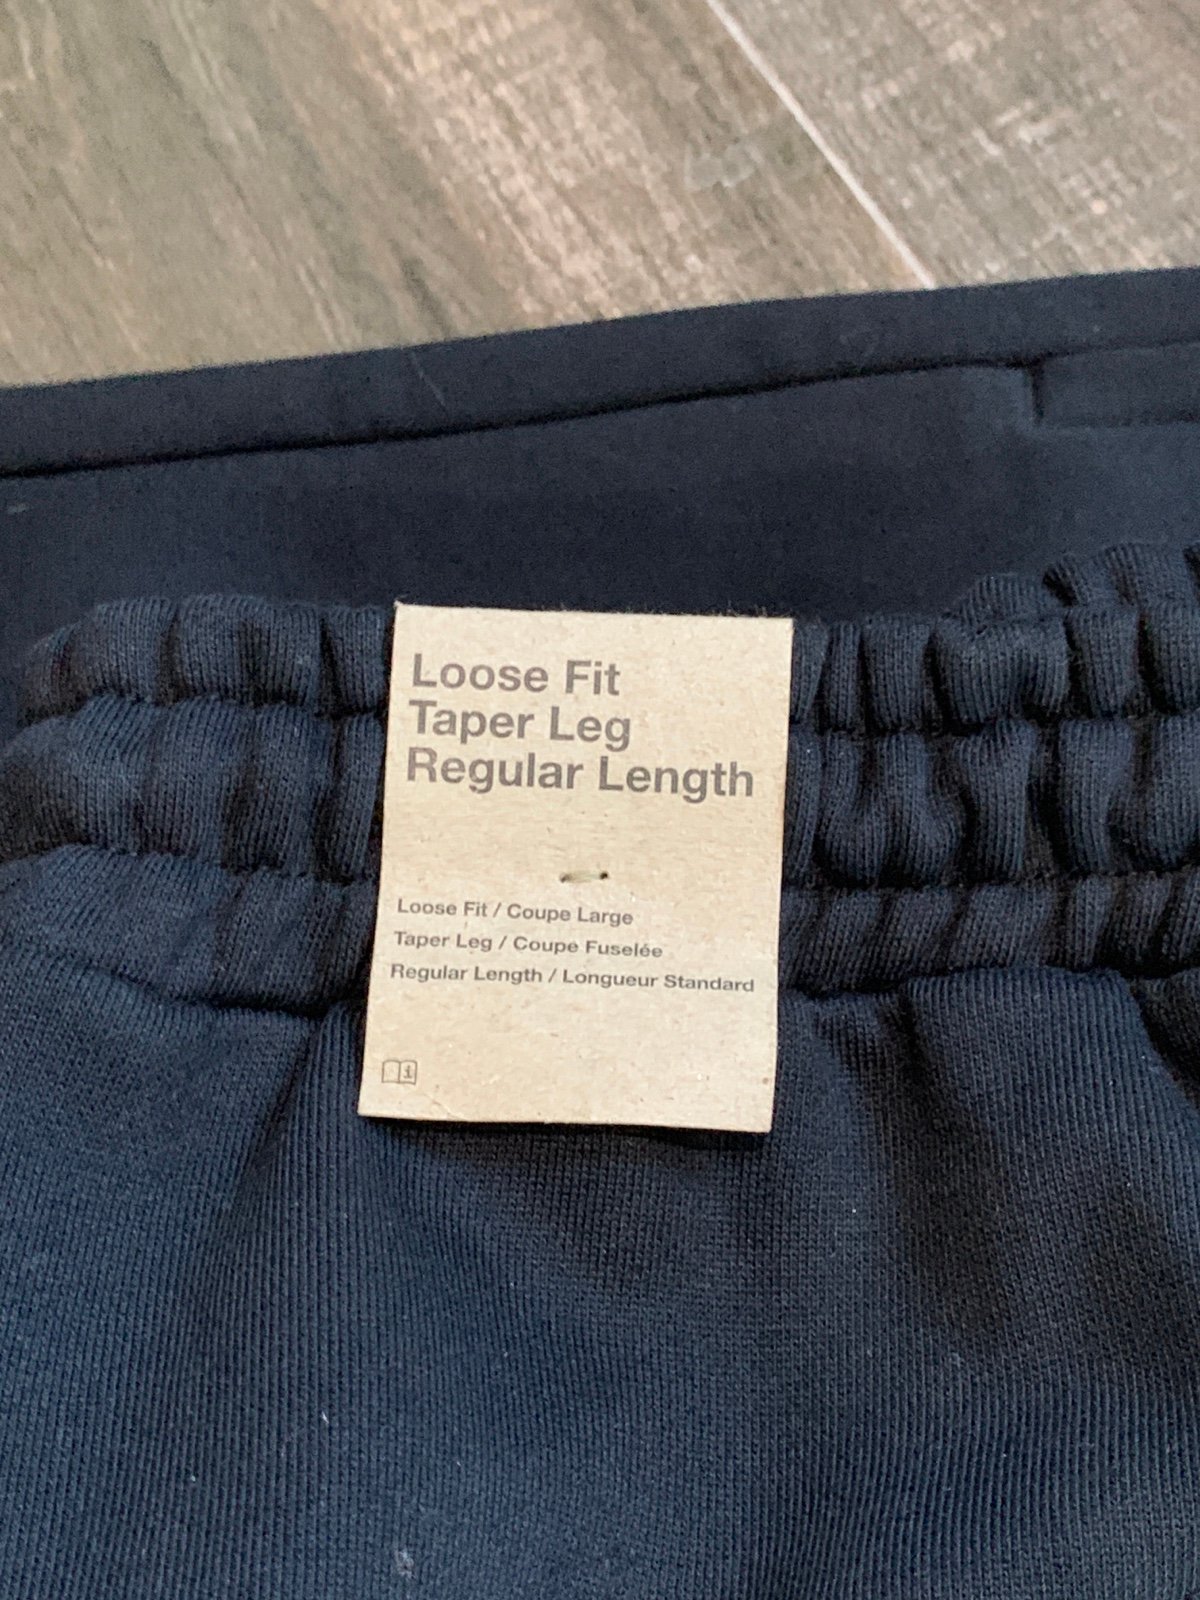 Loose Fit
Taper Leg
Regular Length
Loose Fit / Coupe Large
Taper Leg / Coupe Fuselée
Regular Length / Longueur Standard
i